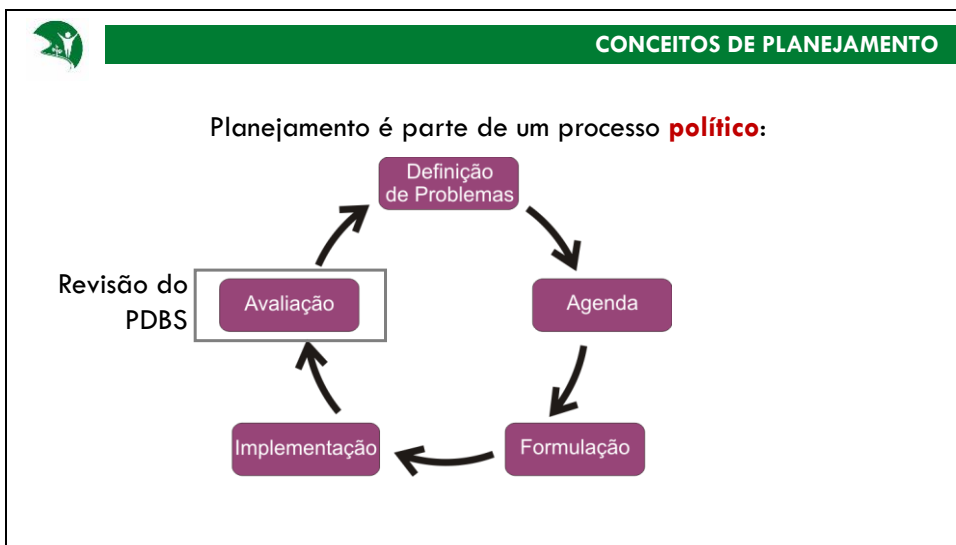 CONCEITOS DE PLANEJAMENTO
Planejamento é parte de um processo político:
Definição
de Problemas
Revisão do
PDBS
Avaliação
Agenda
Implementação
Formulação